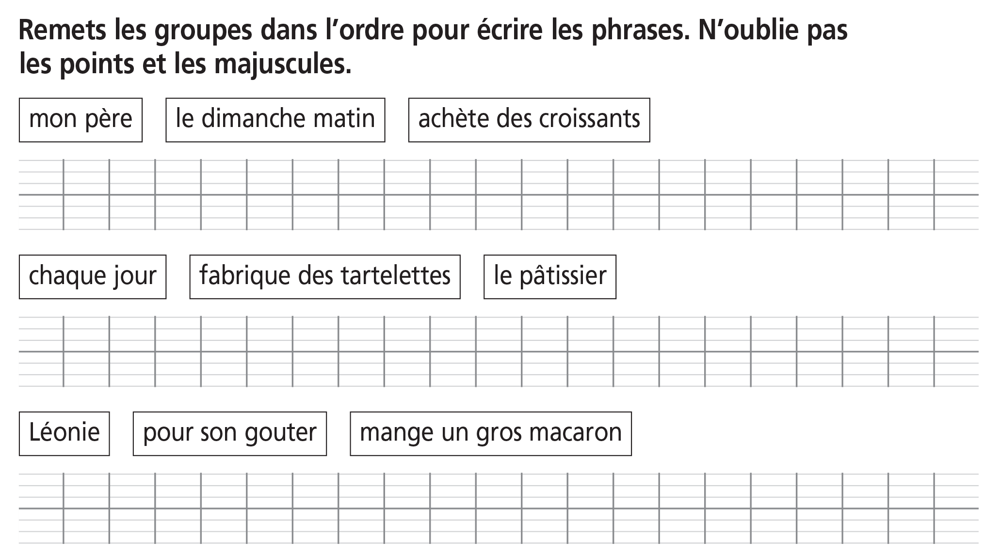 Remets les groupes dans l’ordre pour écrire les phrases. N’oublie pas
les points et les majuscules.
mon père le dimanche matin achète des croissants
chaque jour fabrique des tartelettes le pâtissier
Léonie pour son gouter mange un gros macaron